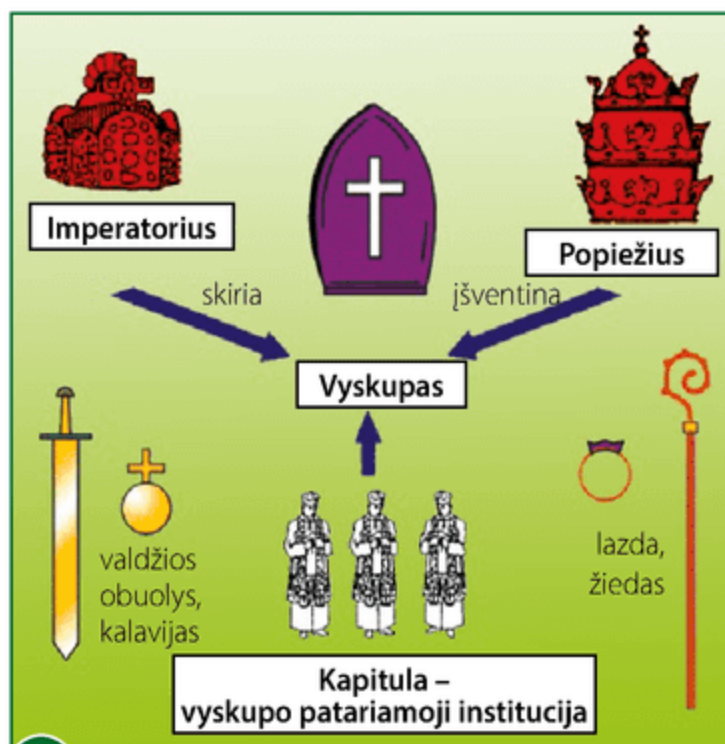 Imperatorius
Popiežius
skiria
įšventina
Vyskupas
valdžios
obuolys,
kalavijas
lazda,
žiedas
Kapitula –
vyskupo patariamoji institucija